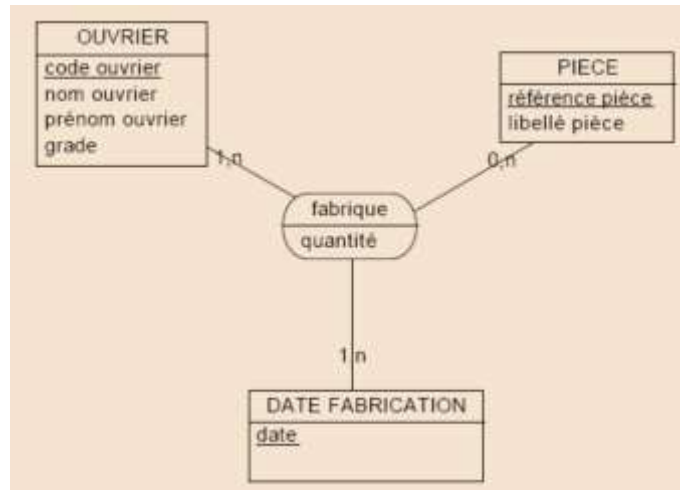 OUVRIER
code ouvrier
nom ouvrier
prénom ouvrier
grade
PIECE
référence pièce
libellé pièce
1,n
0,n
fabrique
quantité
1,n
DATE FABRICATION
date